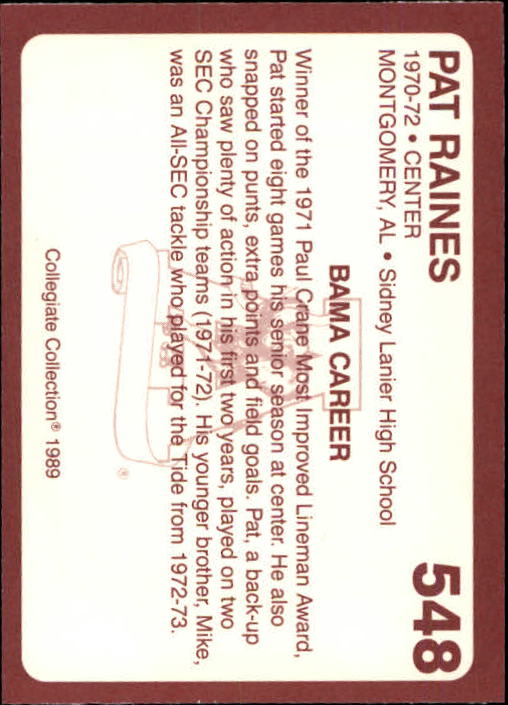 PAT RAINES 548
1970-72 • CENTER
MONTGOMERY, AL • Sidney Lanier High School
BAMA CAREER
Winner of the 1971 Paul Crane Most Improved Lineman Award,
Pat started eight games his senior season at center. He also
snapped on punts, extra points and field goals. Pat, a back-up
who saw plenty of action in his first two years, played on two
SEC Championship teams (1971-72). His younger brother, Mike,
was an All-SEC tackle who played for the Tide from 1972-73.
®
Collegiate Collection® 1989